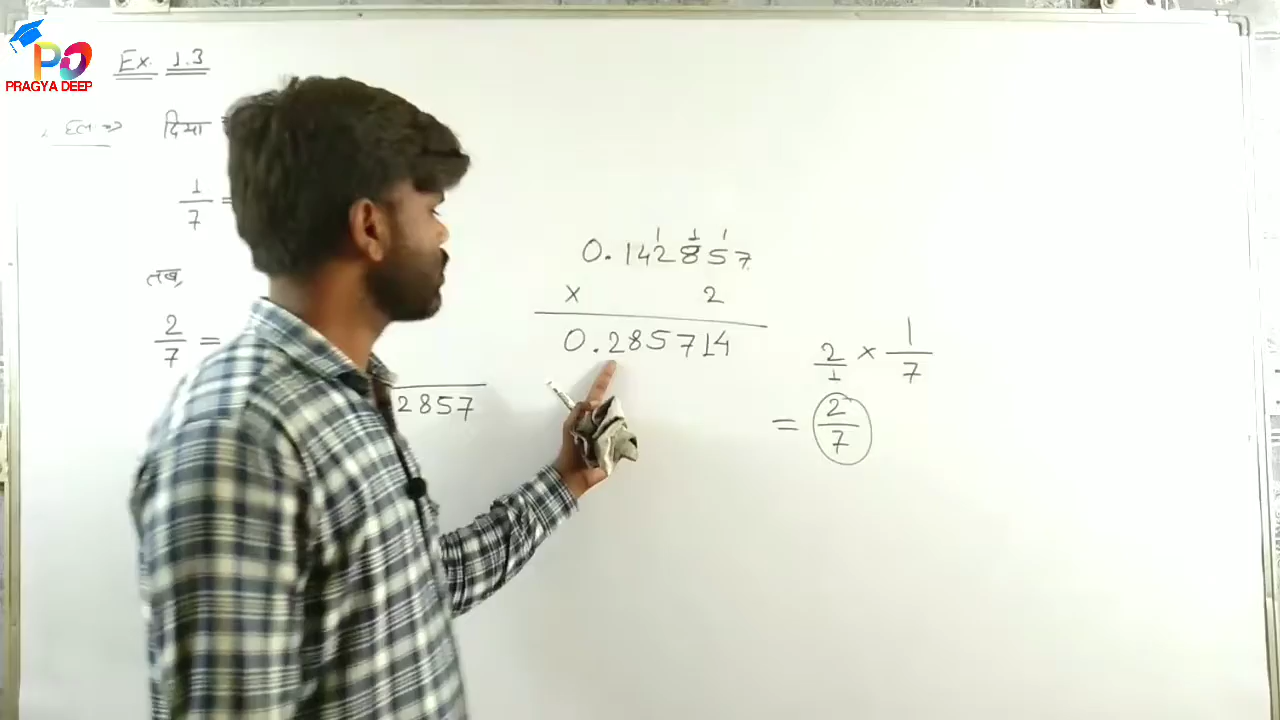 PRAGYA DEEP
Ex. 1.3
हल ⇒ दिया
1/7 =
तब,
2/7 =
2857
0.142857
× 2
0.285714
2/1 × 1/7
= 2/7